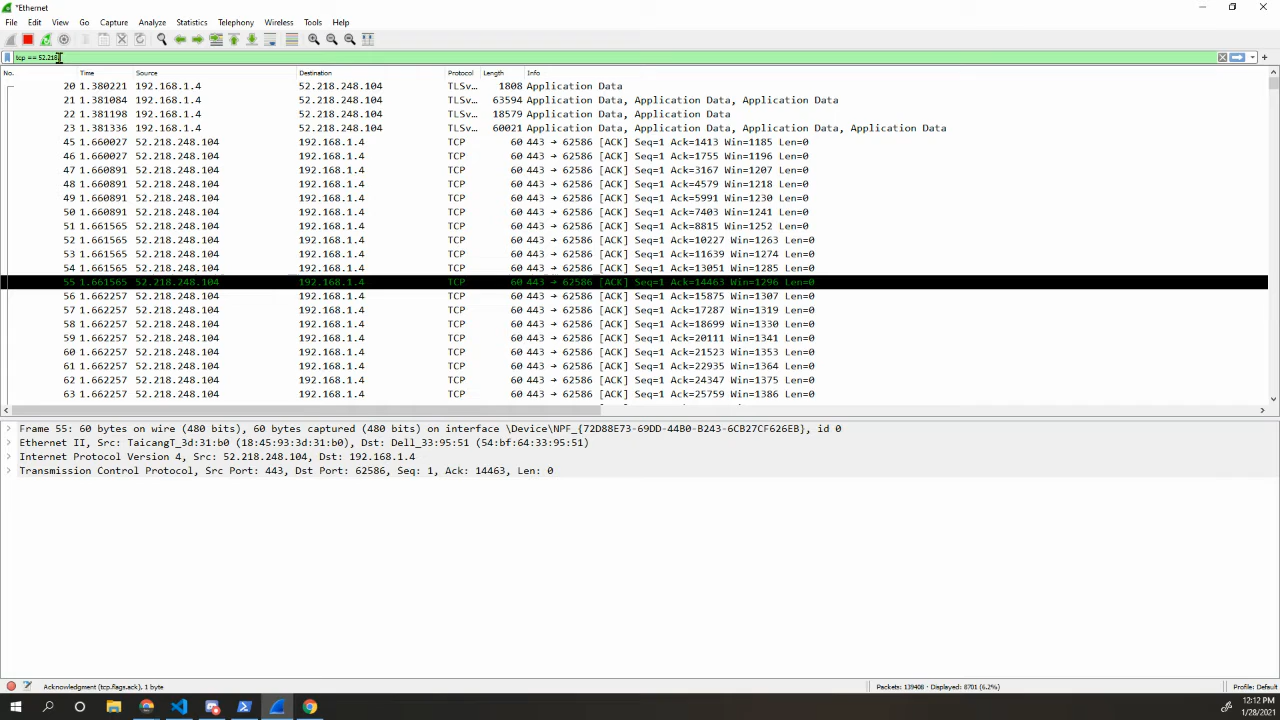 *Ethernet
File Edit View Go Capture Analyze Statistics Telephony Wireless Tools Help
tcp == 52.218
No. Time Source Destination Protocol Length Info
20 1.380221 192.168.1.4 52.218.248.104 TLSv… 1808 Application Data
21 1.381084 192.168.1.4 52.218.248.104 TLSv… 63594 Application Data, Application Data, Application Data
22 1.381198 192.168.1.4 52.218.248.104 TLSv… 18579 Application Data, Application Data
23 1.381336 192.168.1.4 52.218.248.104 TLSv… 60021 Application Data, Application Data, Application Data, Application Data
45 1.660027 52.218.248.104 192.168.1.4 TCP 60 443 → 62586 [ACK] Seq=1 Ack=1413 Win=1185 Len=0
46 1.660027 52.218.248.104 192.168.1.4 TCP 60 443 → 62586 [ACK] Seq=1 Ack=1755 Win=1196 Len=0
47 1.660891 52.218.248.104 192.168.1.4 TCP 60 443 → 62586 [ACK] Seq=1 Ack=3167 Win=1207 Len=0
48 1.660891 52.218.248.104 192.168.1.4 TCP 60 443 → 62586 [ACK] Seq=1 Ack=4579 Win=1218 Len=0
49 1.660891 52.218.248.104 192.168.1.4 TCP 60 443 → 62586 [ACK] Seq=1 Ack=5991 Win=1230 Len=0
50 1.660891 52.218.248.104 192.168.1.4 TCP 60 443 → 62586 [ACK] Seq=1 Ack=7403 Win=1241 Len=0
51 1.661565 52.218.248.104 192.168.1.4 TCP 60 443 → 62586 [ACK] Seq=1 Ack=8815 Win=1252 Len=0
52 1.661565 52.218.248.104 192.168.1.4 TCP 60 443 → 62586 [ACK] Seq=1 Ack=10227 Win=1263 Len=0
53 1.661565 52.218.248.104 192.168.1.4 TCP 60 443 → 62586 [ACK] Seq=1 Ack=11639 Win=1274 Len=0
54 1.661565 52.218.248.104 192.168.1.4 TCP 60 443 → 62586 [ACK] Seq=1 Ack=13051 Win=1285 Len=0
55 1.661565 52.218.248.104 192.168.1.4 TCP 60 443 → 62586 [ACK] Seq=1 Ack=14463 Win=1296 Len=0
56 1.662257 52.218.248.104 192.168.1.4 TCP 60 443 → 62586 [ACK] Seq=1 Ack=15875 Win=1307 Len=0
57 1.662257 52.218.248.104 192.168.1.4 TCP 60 443 → 62586 [ACK] Seq=1 Ack=17287 Win=1319 Len=0
58 1.662257 52.218.248.104 192.168.1.4 TCP 60 443 → 62586 [ACK] Seq=1 Ack=18699 Win=1330 Len=0
59 1.662257 52.218.248.104 192.168.1.4 TCP 60 443 → 62586 [ACK] Seq=1 Ack=20111 Win=1341 Len=0
60 1.662257 52.218.248.104 192.168.1.4 TCP 60 443 → 62586 [ACK] Seq=1 Ack=21523 Win=1353 Len=0
61 1.662257 52.218.248.104 192.168.1.4 TCP 60 443 → 62586 [ACK] Seq=1 Ack=22935 Win=1364 Len=0
62 1.662257 52.218.248.104 192.168.1.4 TCP 60 443 → 62586 [ACK] Seq=1 Ack=24347 Win=1375 Len=0
63 1.662257 52.218.248.104 192.168.1.4 TCP 60 443 → 62586 [ACK] Seq=1 Ack=25759 Win=1386 Len=0
Frame 55: 60 bytes on wire (480 bits), 60 bytes captured (480 bits) on interface \Device\NPF_{72D88E73-69DD-44B0-B243-6CB27CF626EB}, id 0
Ethernet II, Src: TaicangT_3d:31:b0 (18:45:93:3d:31:b0), Dst: Dell_33:95:51 (54:bf:64:33:95:51)
Internet Protocol Version 4, Src: 52.218.248.104, Dst: 192.168.1.4
Transmission Control Protocol, Src Port: 443, Dst Port: 62586, Seq: 1, Ack: 14463, Len: 0
Acknowledgment (tcp.flags.ack), 1 byte
Packets: 139408 · Displayed: 8701 (6.2%)
Profile: Default
12:12 PM
1/28/2021